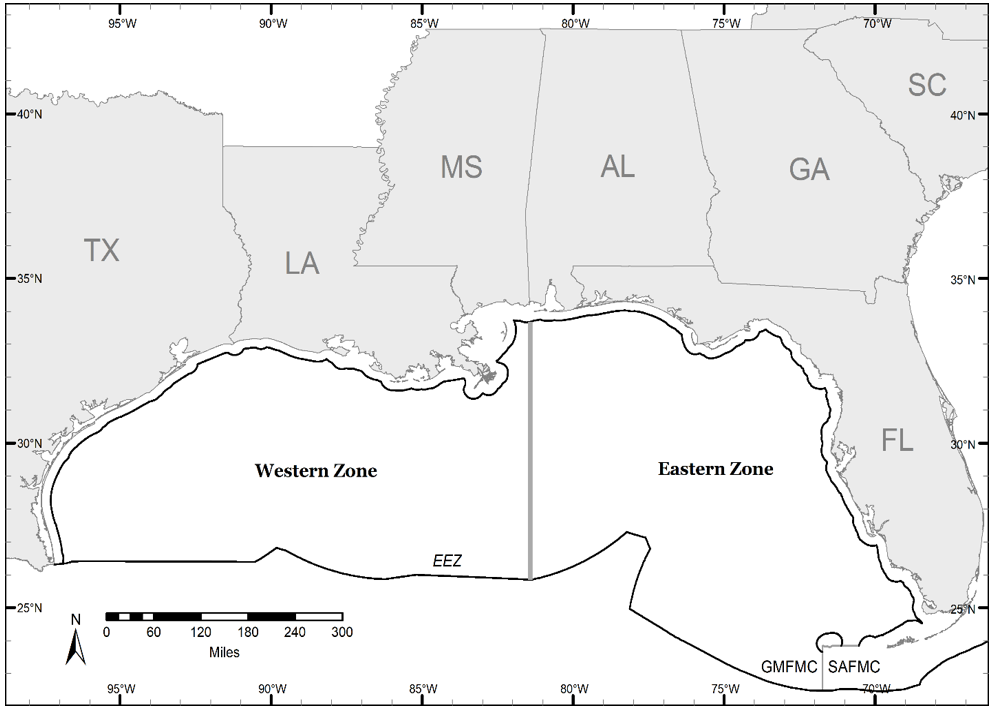 95°W 90°W 85°W 80°W 75°W 70°W
SC
40°N 40°N
MS AL GA
TX LA
35°N 35°N
30°N FL 30°N
Western Zone Eastern Zone
EEZ
25°N 25°N
N
0 60 120 180 240 300
Miles
GMFMC SAFMC
95°W 90°W 85°W 80°W 75°W 70°W